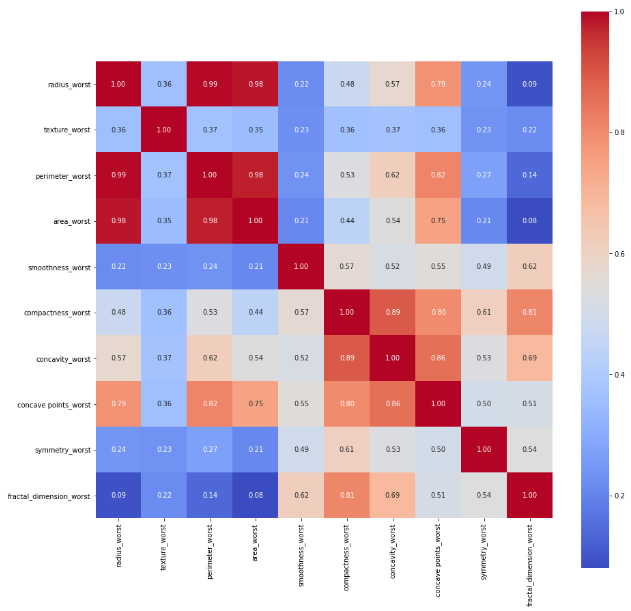 1.0
radius_worst 1.00 0.36 0.99 0.98 0.22 0.48 0.57 0.79 0.24 0.09
texture_worst 0.36 1.00 0.37 0.35 0.23 0.36 0.37 0.36 0.23 0.22
0.8
perimeter_worst 0.99 0.37 1.00 0.98 0.24 0.53 0.62 0.82 0.27 0.14
area_worst 0.98 0.35 0.98 1.00 0.21 0.44 0.54 0.75 0.21 0.08
0.6
smoothness_worst 0.22 0.23 0.24 0.21 1.00 0.57 0.52 0.55 0.49 0.62
compactness_worst 0.48 0.36 0.53 0.44 0.57 1.00 0.89 0.80 0.61 0.81
concavity_worst 0.57 0.37 0.62 0.54 0.52 0.89 1.00 0.86 0.53 0.69
0.4
concave points_worst 0.79 0.36 0.82 0.75 0.55 0.80 0.86 1.00 0.50 0.51
symmetry_worst 0.24 0.23 0.27 0.21 0.49 0.61 0.53 0.50 1.00 0.54
fractal_dimension_worst 0.09 0.22 0.14 0.08 0.62 0.81 0.69 0.51 0.54 1.00
0.2
radius_worst
texture_worst
perimeter_worst
area_worst
smoothness_worst
compactness_worst
concavity_worst
concave points_worst
symmetry_worst
fractal_dimension_worst